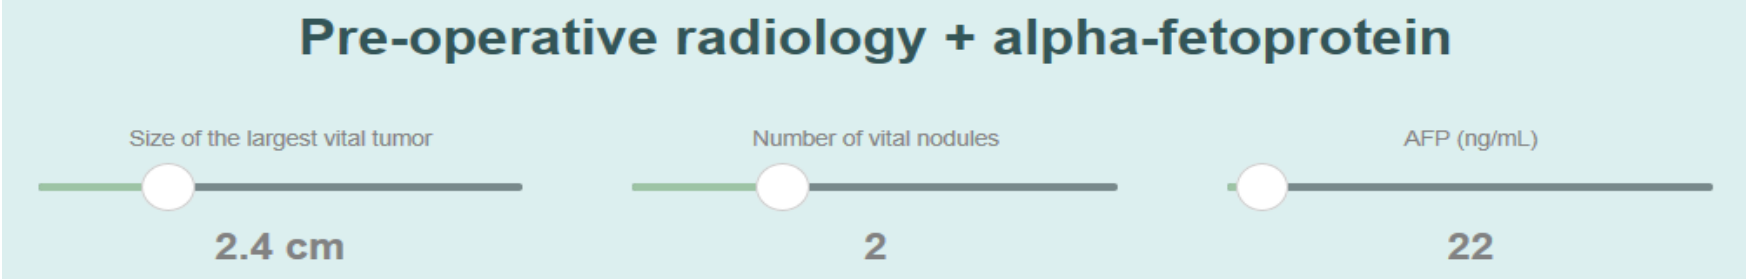 Pre-operative radiology + alpha-fetoprotein
Size of the largest vital tumor
Number of vital nodules
AFP (ng/mL)
2.4 cm
2
22